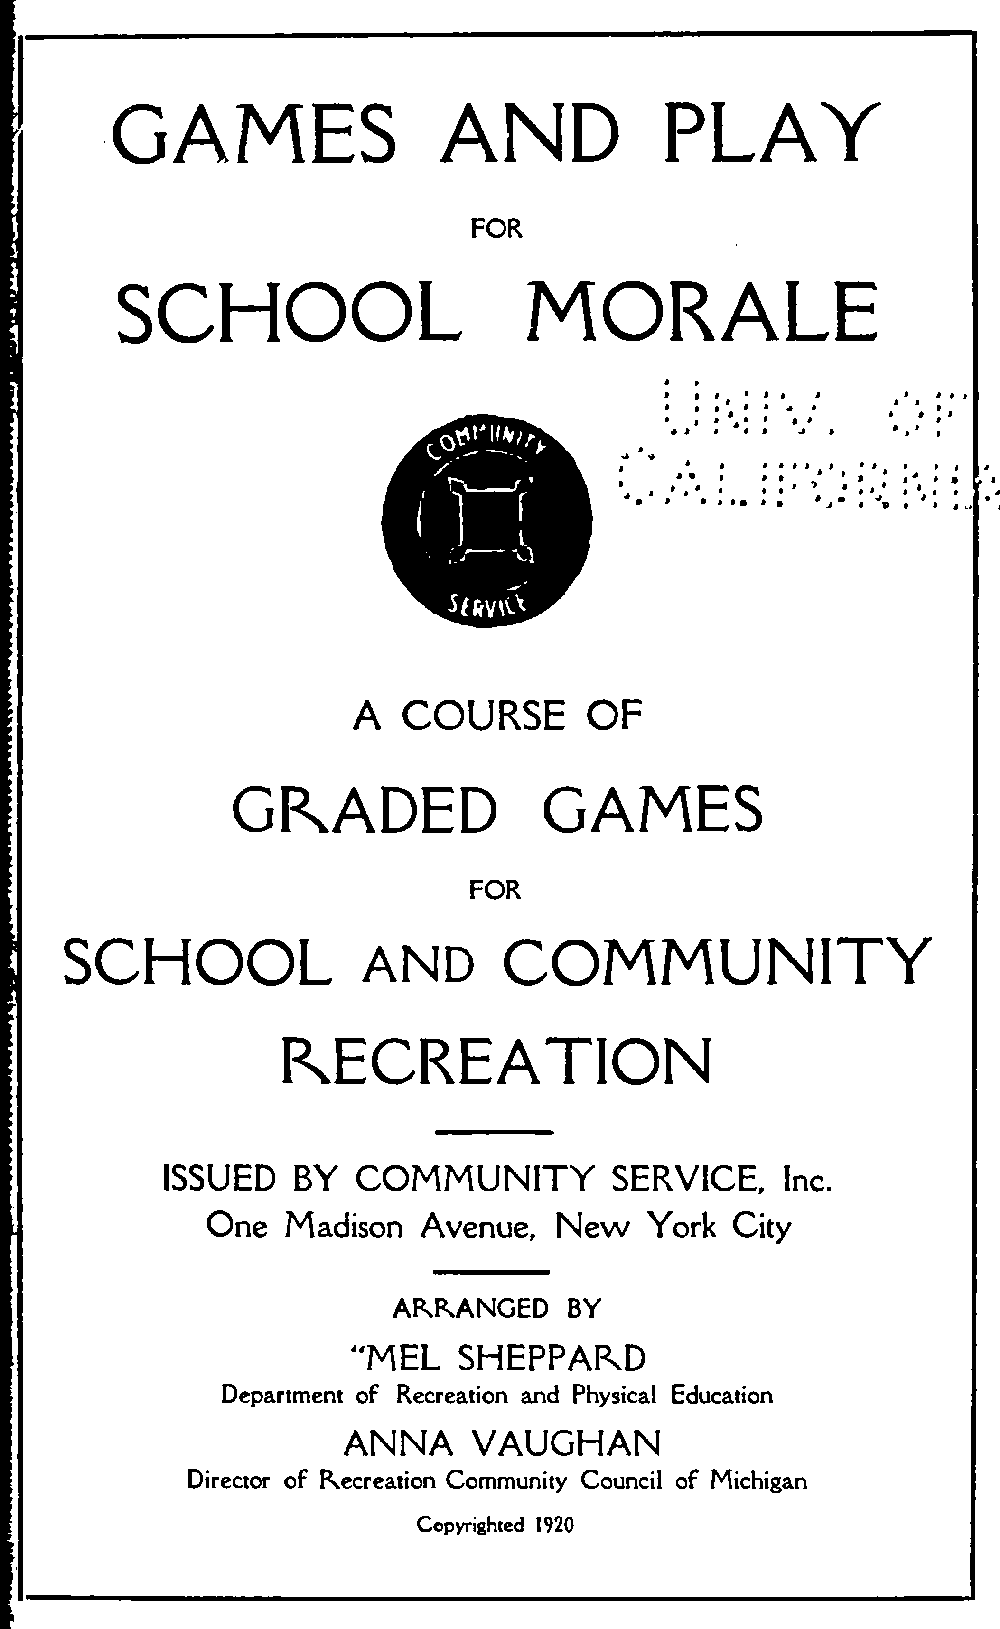 GAMES AND PLAY
FOR
SCHOOL MORALE
UNIV. OF
CALIFORNIA
COMMUNITY
SERVICE
A COURSE OF
GRADED GAMES
FOR
SCHOOL AND COMMUNITY
RECREATION
ISSUED BY COMMUNITY SERVICE, Inc.
One Madison Avenue, New York City
ARRANGED BY
"MEL SHEPPARD
Department of Recreation and Physical Education
ANNA VAUGHAN
Director of Recreation Community Council of Michigan
Copyrighted 1920